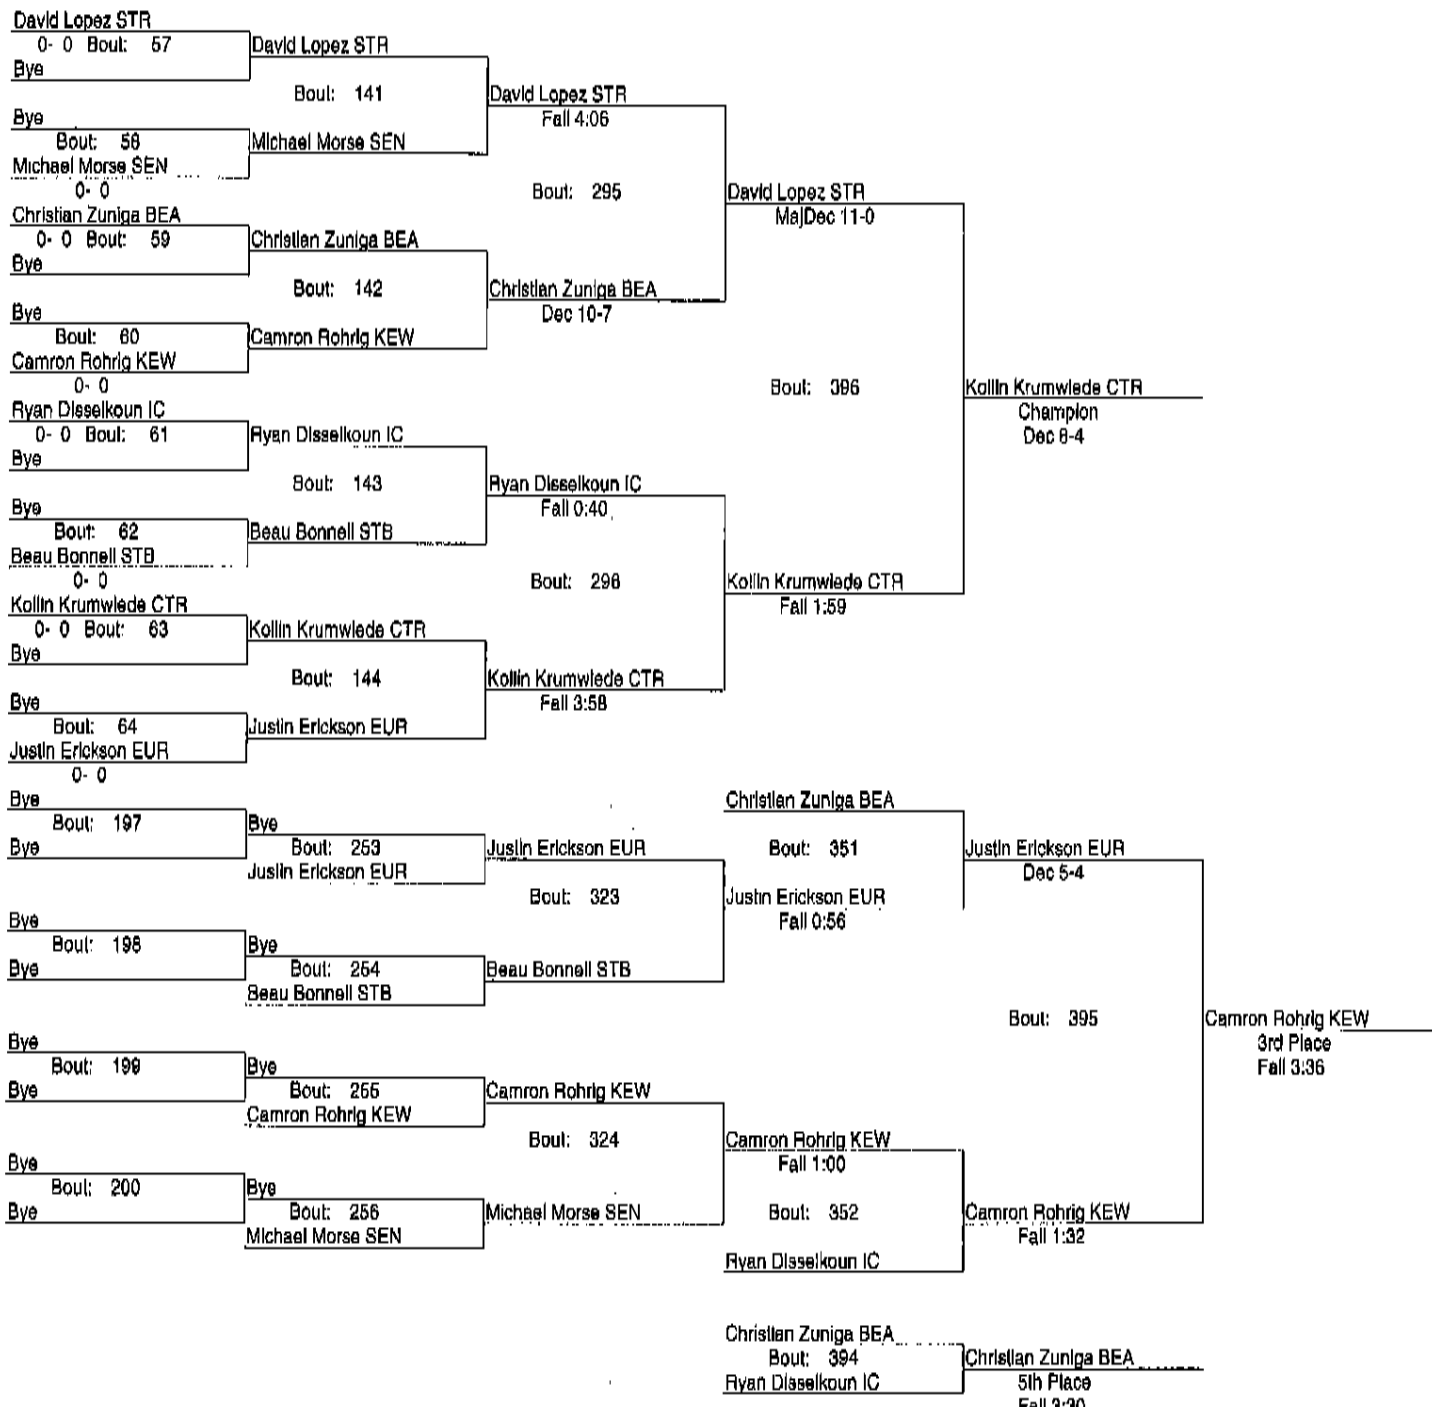 David Lopez STR
0- 0 Bout: 57
Bye
David Lopez STR
Bout: 141
Bye
Bout: 58
Michael Morse SEN
0- 0
Michael Morse SEN
David Lopez STR
Fall 4:06
Bout: 295
Christian Zuniga BEA
0- 0 Bout: 59
Bye
Christian Zuniga BEA
Bout: 142
Bye
Bout: 60
Camron Rohrig KEW
0- 0
Camron Rohrig KEW
Christian Zuniga BEA
Dec 10-7
David Lopez STR
MajDec 11-0
Bout: 396
Ryan Disselkoun IC
0- 0 Bout: 61
Bye
Ryan Disselkoun IC
Bout: 143
Bye
Bout: 62
Beau Bonnell STB
0- 0
Beau Bonnell STB
Ryan Disselkoun IC
Fall 0:40
Bout: 296
Kollin Krumwiede CTR
0- 0 Bout: 63
Bye
Kollin Krumwiede CTR
Bout: 144
Bye
Bout: 64
Justin Erickson EUR
0- 0
Justin Erickson EUR
Kollin Krumwiede CTR
Fall 3:58
Kollin Krumwiede CTR
Fall 1:59
Kollin Krumwiede CTR
Champion
Dec
Bye
Bout: 197
Bye
Bye
Bout: 253
Justin Erickson EUR
Justin Erickson EUR
Bout: 323
Bye
Bout: 198
Bye
Bye
Bout: 254
Beau Bonnell STB
Beau Bonnell STB
Christian Zuniga BEA
Bout: 351
Justin Erickson EUR
Fall 0:56
Justin Erickson EUR
Dec 5-4
Bout: 395
Bye
Bout: 199
Bye
Bye
Bout: 255
Camron Rohrig KEW
Camron Rohrig KEW
Bout: 324
Bye
Bout: 200
Bye
Bye
Bout: 256
Michael Morse SEN
Michael Morse SEN
Camron Rohrig KEW
Fall 1:00
Bout: 352
Ryan Disselkoun IC
Camron Rohrig KEW
Fall 1:32
Camron Rohrig KEW
3rd Place
Fall 3:36
Christian Zuniga BEA
Bout: 394
Ryan Disselkoun IC
Christian Zuniga BEA
5th Place
Fall 3:30